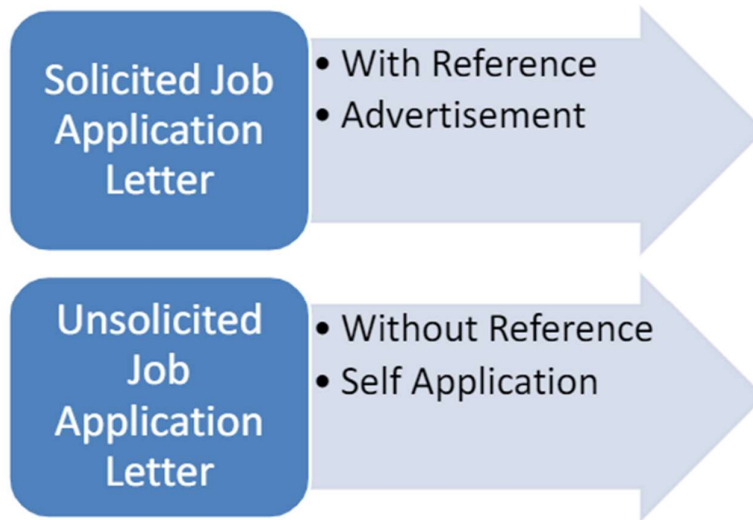 Solicited Job
Application
Letter
• With Reference
• Advertisement
Unsolicited
Job
Application
Letter
• Without Reference
• Self Application